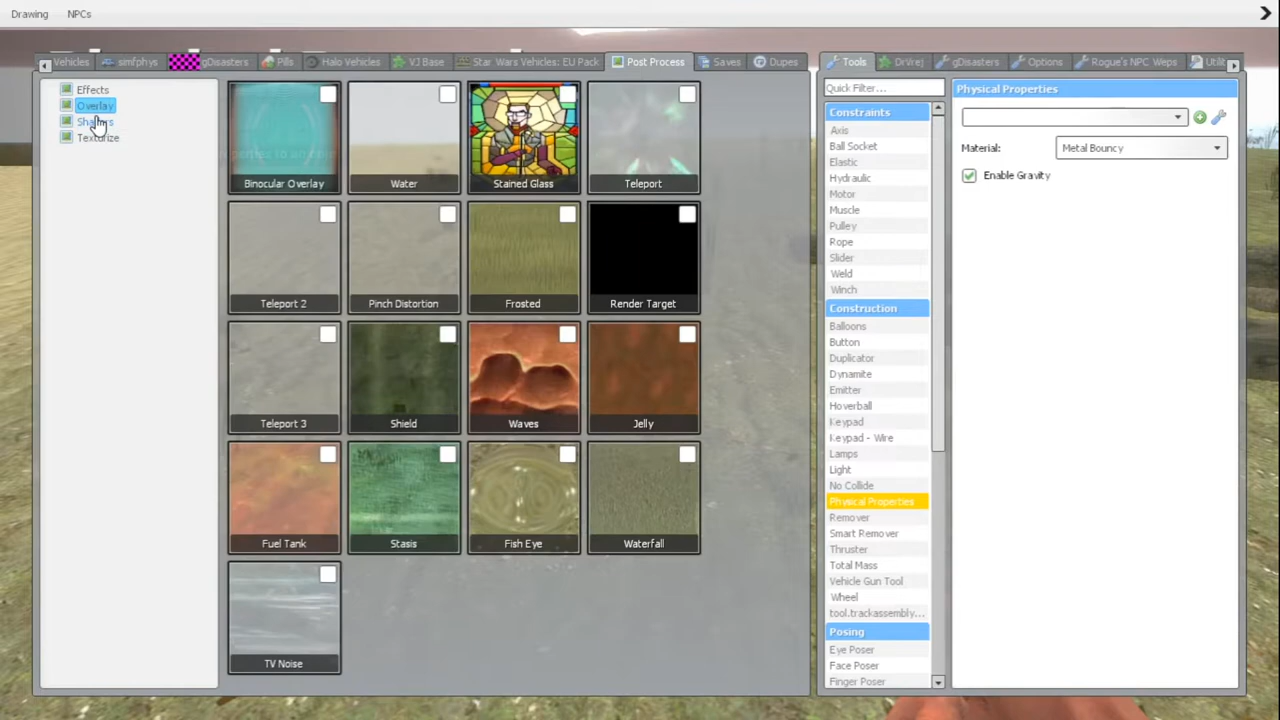 Drawing NPCs
Vehicles simfphys gDisasters Pills Halo Vehicles VJ Base Star Wars Vehicles: EU Pack Post Process Saves Dupes
Effects
Overlay
Texturize
Binocular Overlay Water Stained Glass Teleport
Teleport 2 Pinch Distortion Frosted Render Target
Teleport 3 Shield Waves Jelly
Fuel Tank Stasis Fish Eye Waterfall
TV Noise
Tools DrVrej gDisasters Options Rogue's NPC Weps Utilit
Quick Filter...
Constraints
Axis
Ball Socket
Elastic
Hydraulic
Motor
Muscle
Pulley
Rope
Slider
Weld
Winch
Construction
Balloons
Button
Duplicator
Dynamite
Emitter
Hoverball
Keypad
Keypad - Wire
Lamps
Light
No Collide
Physical Properties
Remover
Smart Remover
Thruster
Total Mass
Vehicle Gun Tool
Wheel
tool.trackassembly...
Posing
Eye Poser
Face Poser
Finger Poser
Physical Properties
Material: Metal Bouncy
Enable Gravity